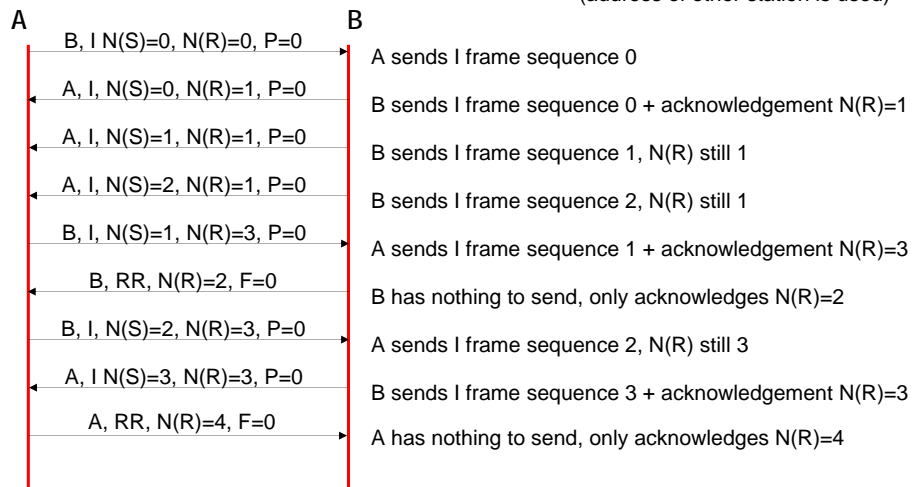 (address of other station is used)
A B
B, I N(S)=0, N(R)=0, P=0
A sends I frame sequence 0
A, I, N(S)=0, N(R)=1, P=0
B sends I frame sequence 0 + acknowledgement N(R)=1
A, I, N(S)=1, N(R)=1, P=0
B sends I frame sequence 1, N(R) still 1
A, I, N(S)=2, N(R)=1, P=0
B sends I frame sequence 2, N(R) still 1
B, I, N(S)=1, N(R)=3, P=0
A sends I frame sequence 1 + acknowledgement N(R)=3
B, RR, N(R)=2, F=0
B has nothing to send, only acknowledges N(R)=2
B, I, N(S)=2, N(R)=3, P=0
A sends I frame sequence 2, N(R) still 3
A, I N(S)=3, N(R)=3, P=0
B sends I frame sequence 3 + acknowledgement N(R)=3
A, RR, N(R)=4, F=0
A has nothing to send, only acknowledges N(R)=4